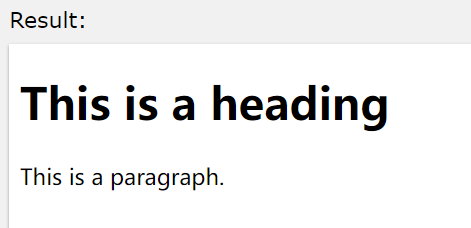 Result:
This is a heading
This is a paragraph.